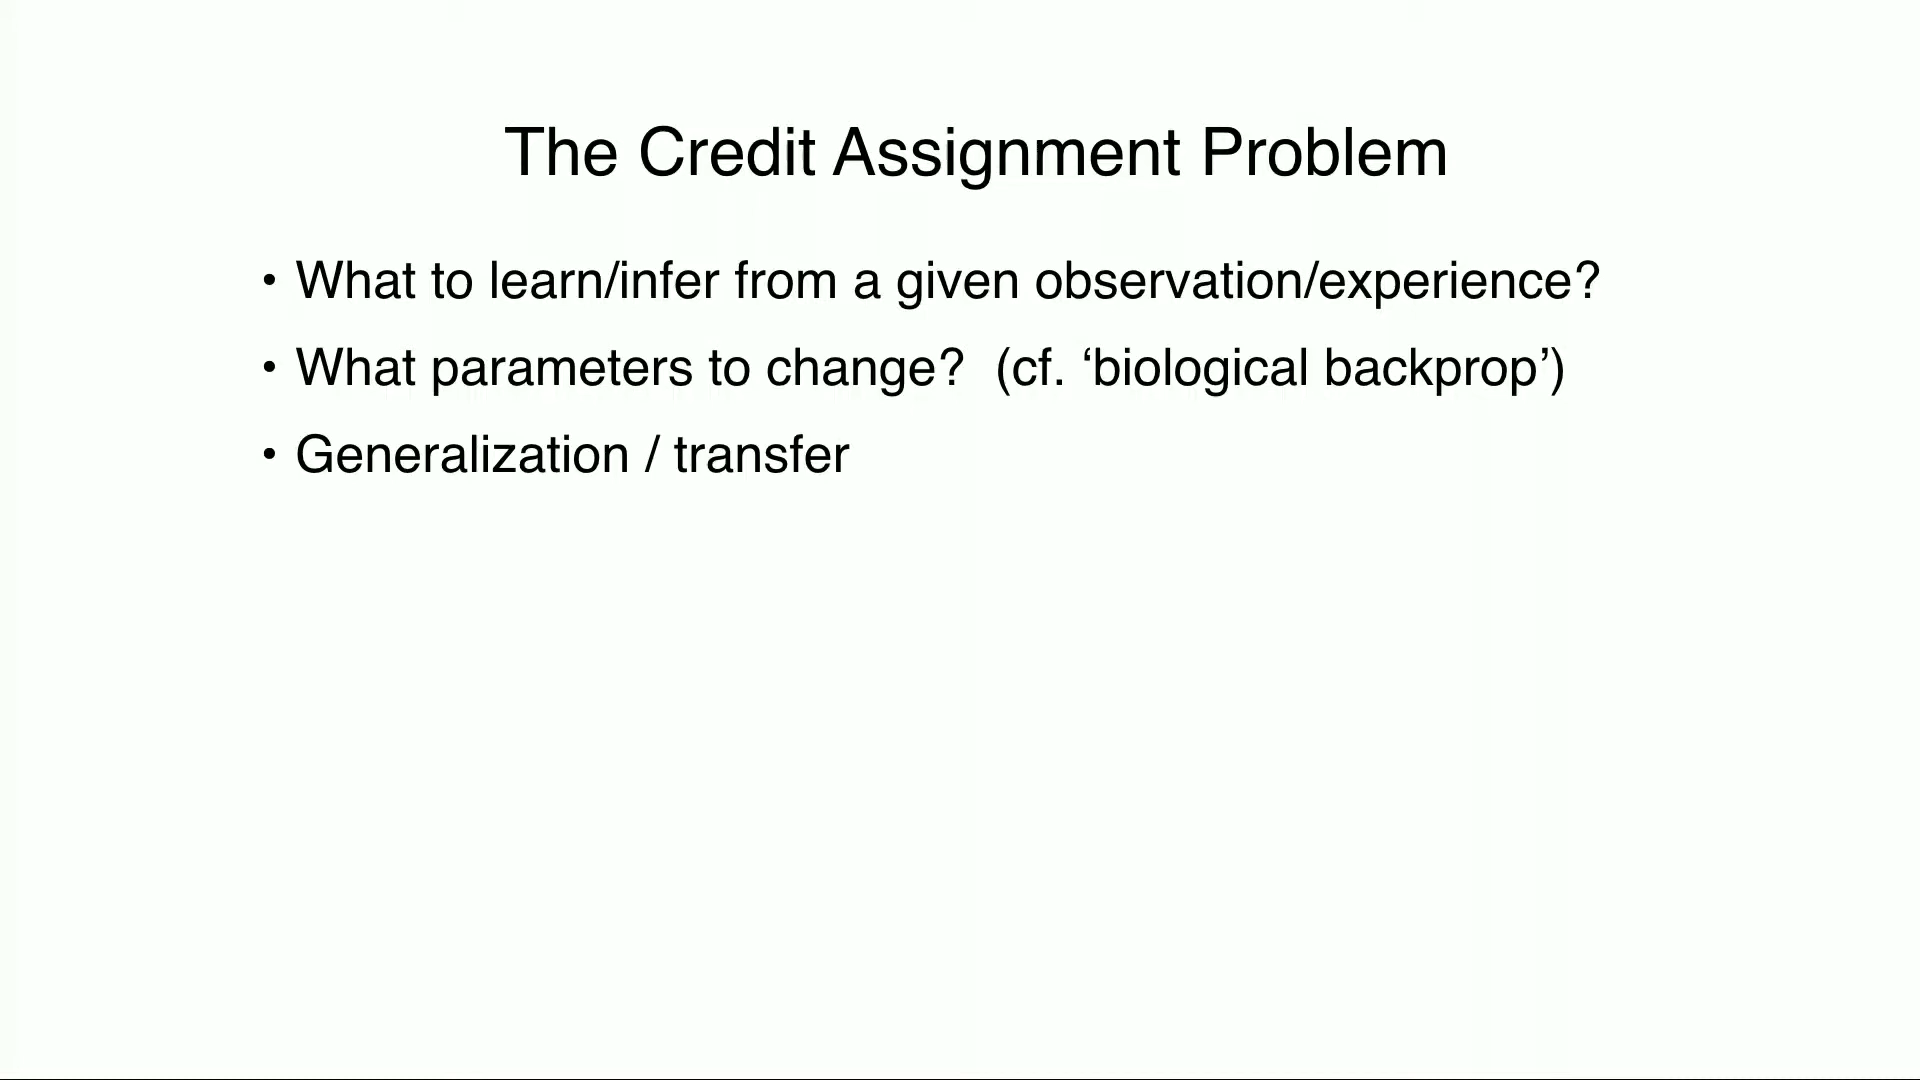 The Credit Assignment Problem
• What to learn/infer from a given observation/experience?
• What parameters to change?  (cf. ‘biological backprop’)
• Generalization / transfer